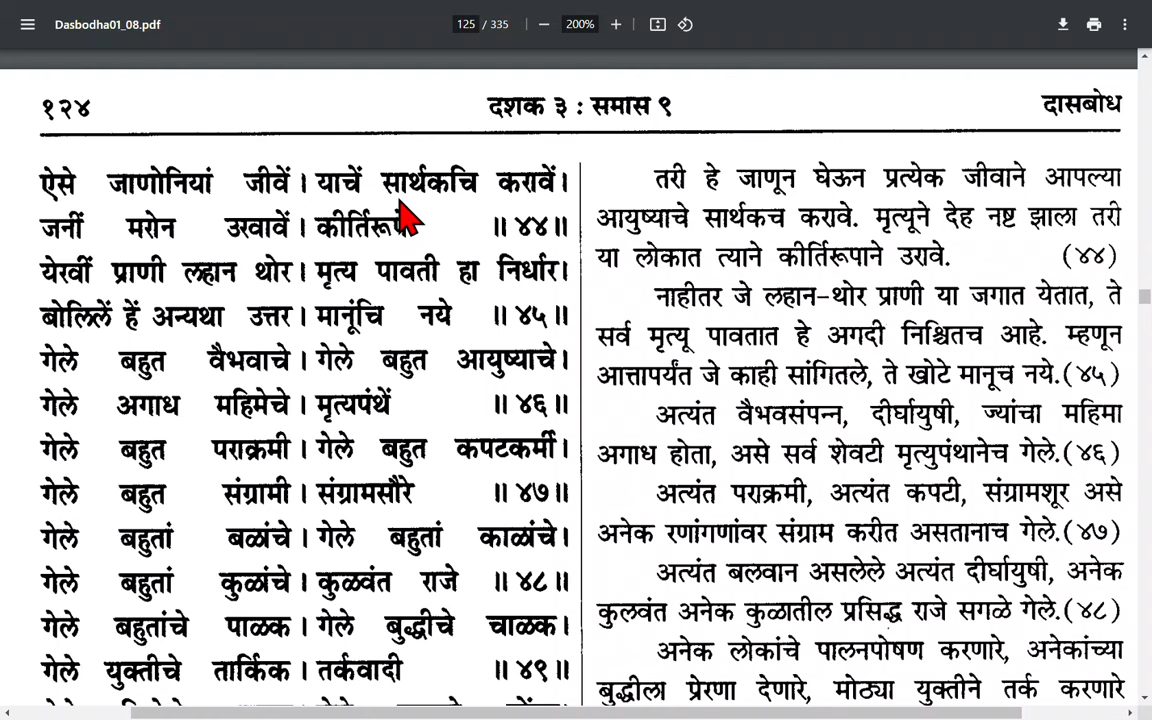 Dasbodha01_08.pdf
125 / 335
200%
१२४ दशक ३ : समास ९ दासबोध
ऐसे जाणोनियां जीवें। याचें सार्थकचि करावें।
जनीं मरोन उरवावें। कीर्तिरूपें ॥४४॥
येरवीं प्राणी लहान थोर। मृत्य पावती हा निर्धार।
बोलिलें हें अन्यथा उत्तर। मानूंचि नये ॥४५॥
गेले बहुत वैभवाचे। गेले बहुत आयुष्याचे।
गेले अगाध महिमेचे। मृत्यपंथें ॥४६॥
गेले बहुत पराक्रमी। गेले बहुत कपटकर्मी।
गेले बहुत संग्रामी। संग्रामसौरे ॥४७॥
गेले बहुतां बळांचे। गेले बहुतां काळांचे।
गेले बहुतां कुळांचे। कुळवंत राजे ॥४८॥
गेले बहुतांचे पाळक। गेले बुद्धीचे चाळक।
गेले युक्तीचे तार्किक। तर्कवादी ॥४९॥
तरी हे जाणून घेऊन प्रत्येक जीवाने आपल्या
आयुष्याचे सार्थकच करावे. मृत्यूने देह नष्ट झाला तरी
या लोकात त्याने कीर्तिरूपाने उरावे. (४४)
नाहीतर जे लहान-थोर प्राणी या जगात येतात, ते
सर्व मृत्यू पावतात हे अगदी निश्चितच आहे. म्हणून
आत्तापर्यंत जे काही सांगितले, ते खोटे मानूच नये.(४५)
अत्यंत वैभवसंपन्न, दीर्घायुषी, ज्यांचा महिमा
अगाध होता, असे सर्व शेवटी मृत्युपंथानेच गेले.(४६)
अत्यंत पराक्रमी, अत्यंत कपटी, संग्रामशूर असे
अनेक रणांगणांवर संग्राम करीत असतानाच गेले.(४७)
अत्यंत बलवान असलेले अत्यंत दीर्घायुषी, अनेक
कुलवंत अनेक कुळातील प्रसिद्ध राजे सगळे गेले.(४८)
अनेक लोकांचे पालनपोषण करणारे, अनेकांच्या
बुद्धीला प्रेरणा देणारे, मोठ्या युक्तीने तर्क करणारे